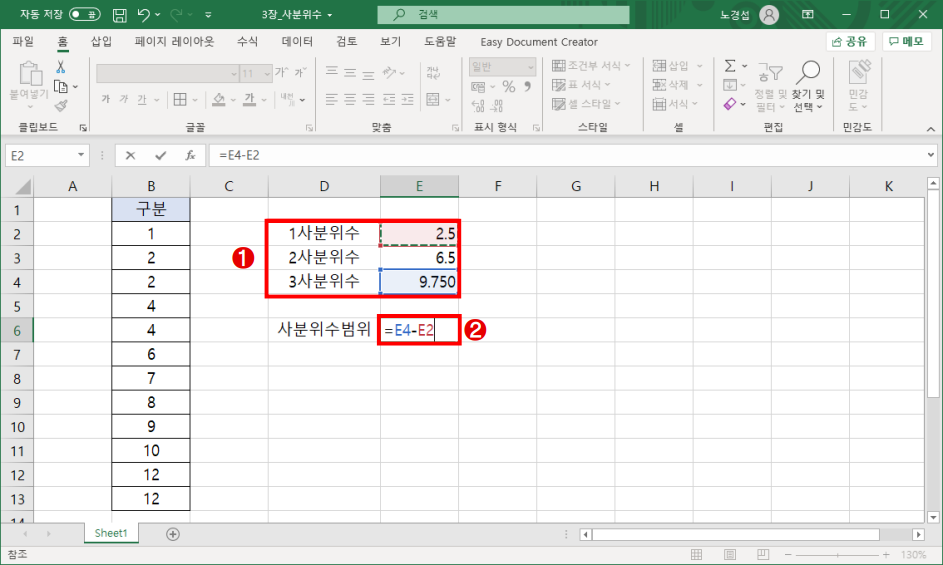 자동 저장 끔 3장_사분위수 검색 노경섭
파일 홈 삽입 페이지 레이아웃 수식 데이터 검토 보기 도움말 Easy Document Creator 공유 메모
붙여넣기
클립보드
11
가 가 가
가
내천
글꼴
맞춤
일반
%
표시 형식
조건부 서식
표 서식
셀 스타일
스타일
삽입
삭제
서식
셀
정렬 및 필터
찾기 및 선택
편집
민감도
민감도
E2 fx =E4-E2
A B C D E F G H I J K
1 구분
2 1 1사분위수 2.5
3 2 ❶ 2사분위수 6.5
4 2 3사분위수 9.750
5 4
6 4 사분위수범위 =E4-E2 ❷
7 6
8 7
9 8
10 9
11 10
12 12
13 12
14
Sheet1
참조 130%